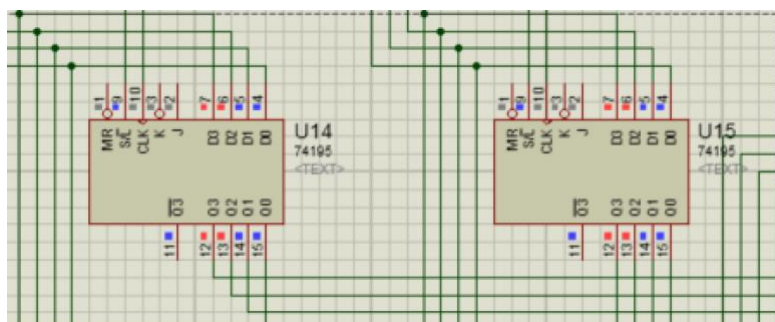 1 9 10 3 2 7 6 5 4
MR S/L CLK K J D3 D2 D1 D0
U14
74195
<TEXT>
Q3 Q3 Q2 Q1 Q0
11 12 13 14 15
1 9 10 3 2 7 6 5 4
MR S/L CLK K J D3 D2 D1 D0
U15
74195
<TEXT>
Q3 Q3 Q2 Q1 Q0
11 12 13 14 15